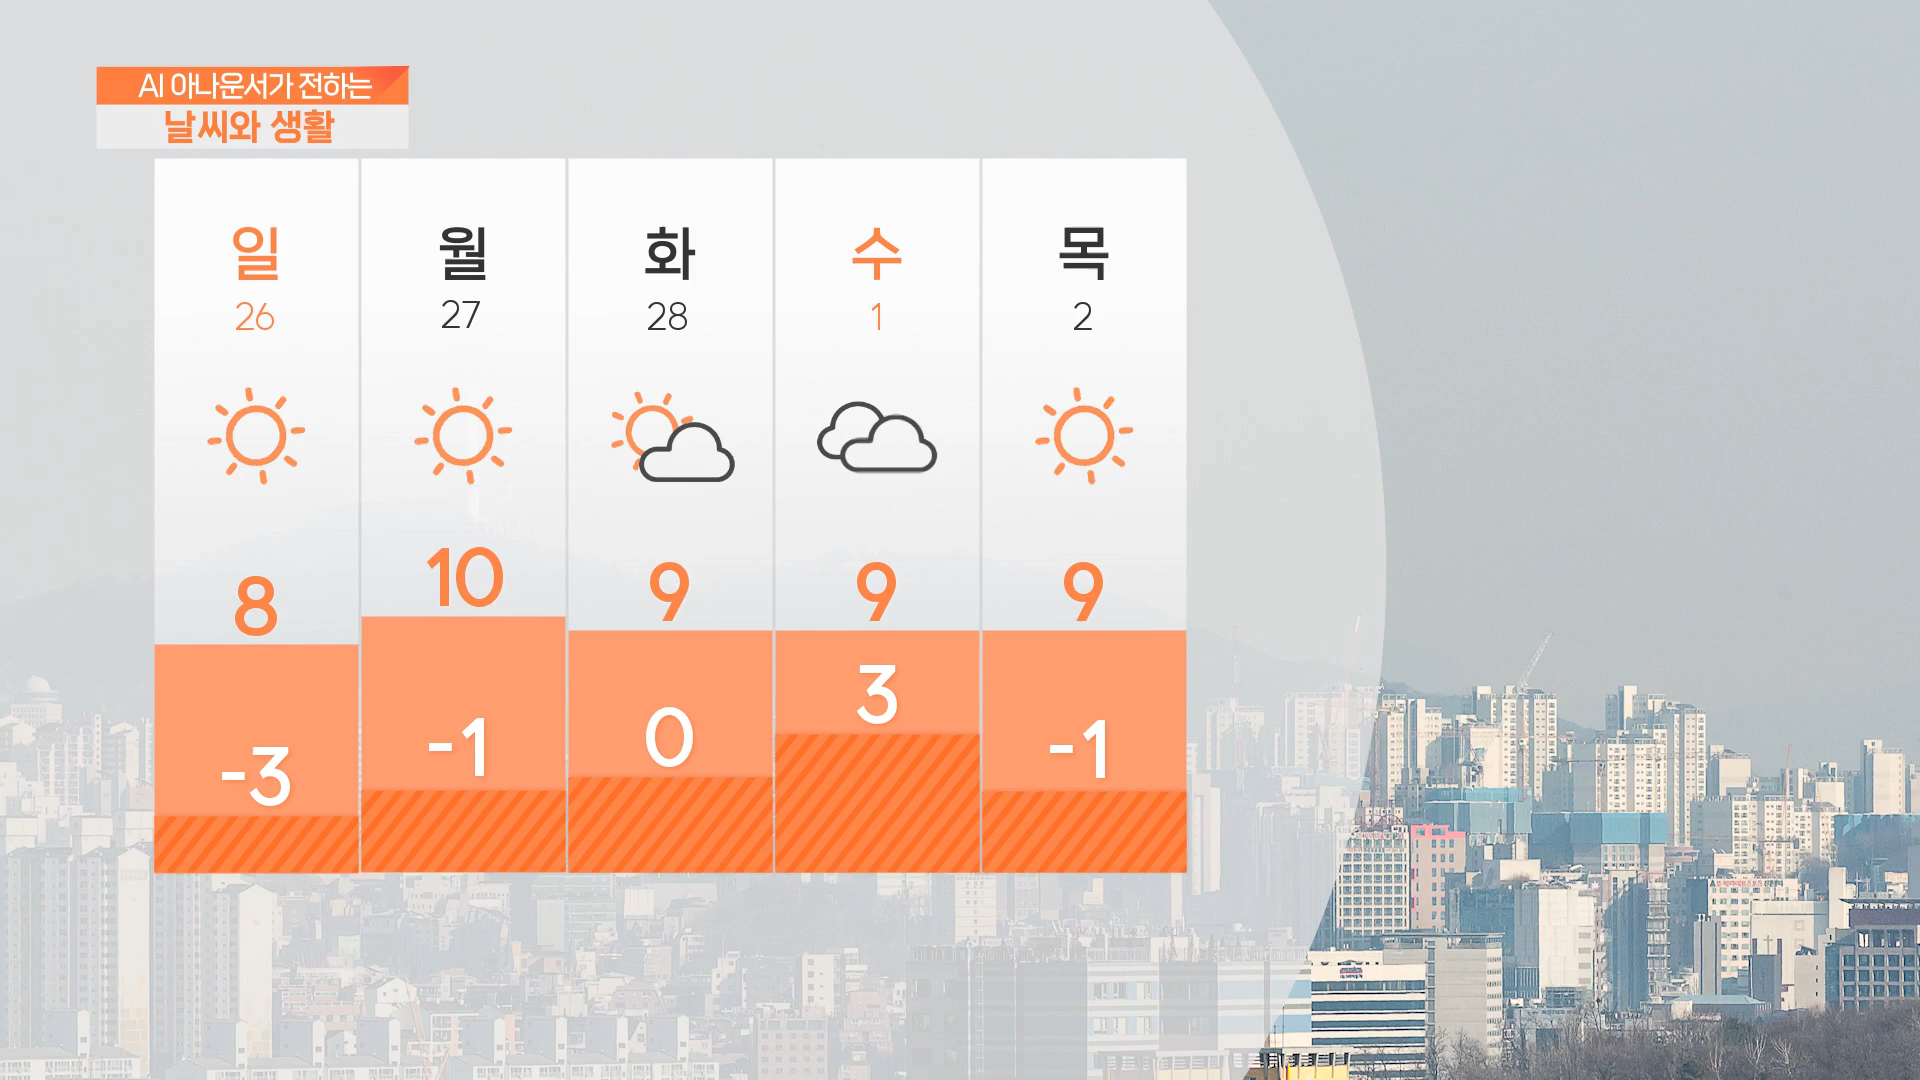 AI 아나운서가 전하는
날씨와 생활
일 월 화 수 목
26 27 28 1 2
8 10 9 9 9
-3 -1 0 3 -1